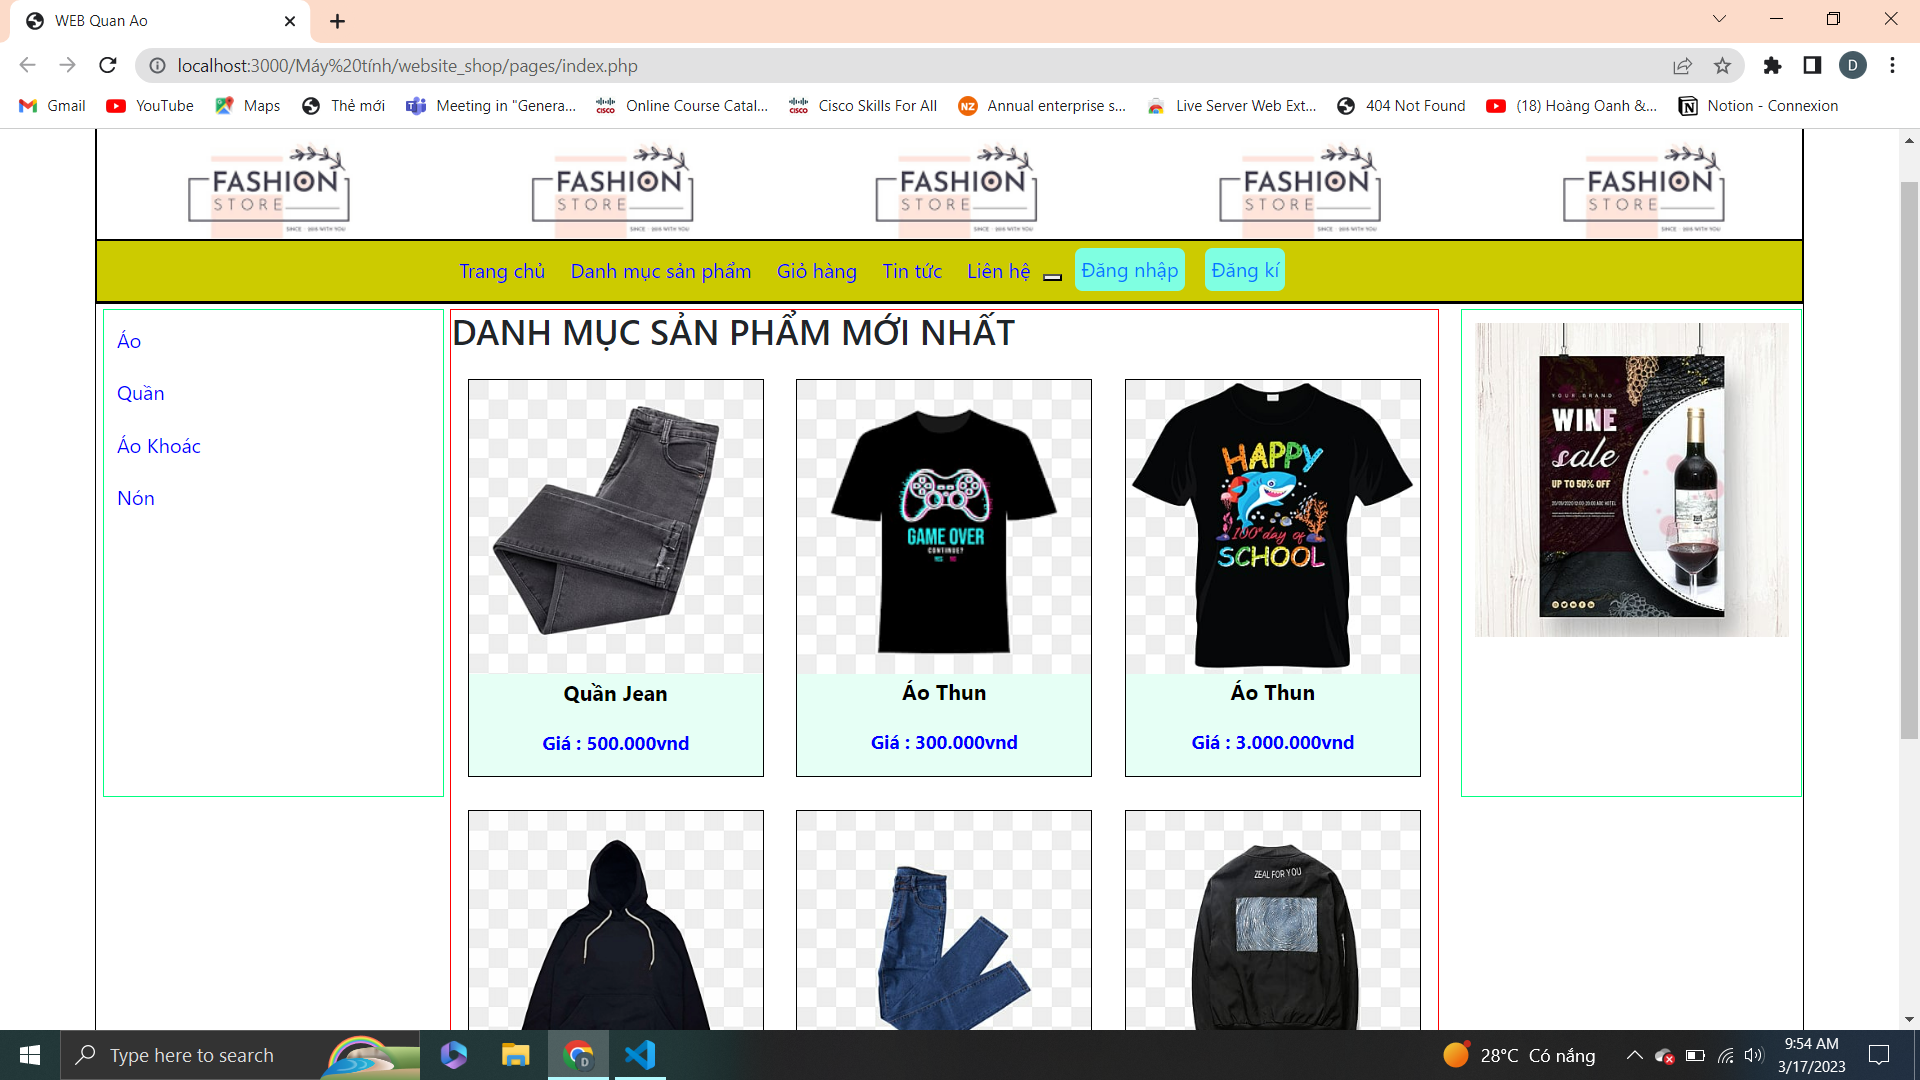 WEB Quan Ao
localhost:3000/Máy%20tính/website_shop/pages/index.php
D
Gmail YouTube Maps Thẻ mới Meeting in "Genera... Online Course Catal... Cisco Skills For All Annual enterprise s... Live Server Web Ext... 404 Not Found (18) Hoàng Oanh &... Notion - Connexion
FASHION FASHION FASHION FASHION FASHION
STORE STORE STORE STORE STORE
Trang chủ Danh mục sản phẩm Giỏ hàng Tin tức Liên hệ Đăng nhập Đăng kí
Áo
Quần
Áo Khoác
Nón
DANH MỤC SẢN PHẨM MỚI NHẤT
GAME OVER
CONTINUE?
YES NO
HAPPY
100th day of
SCHOOL
Quần Jean Áo Thun Áo Thun
Giá : 500.000vnd Giá : 300.000vnd Giá : 3.000.000vnd
ZEAL FOR YOU
YOUR BRAND
WINE
sale
UP TO 50% OFF
Type here to search
28°C Có nắng
9:54 AM
3/17/2023